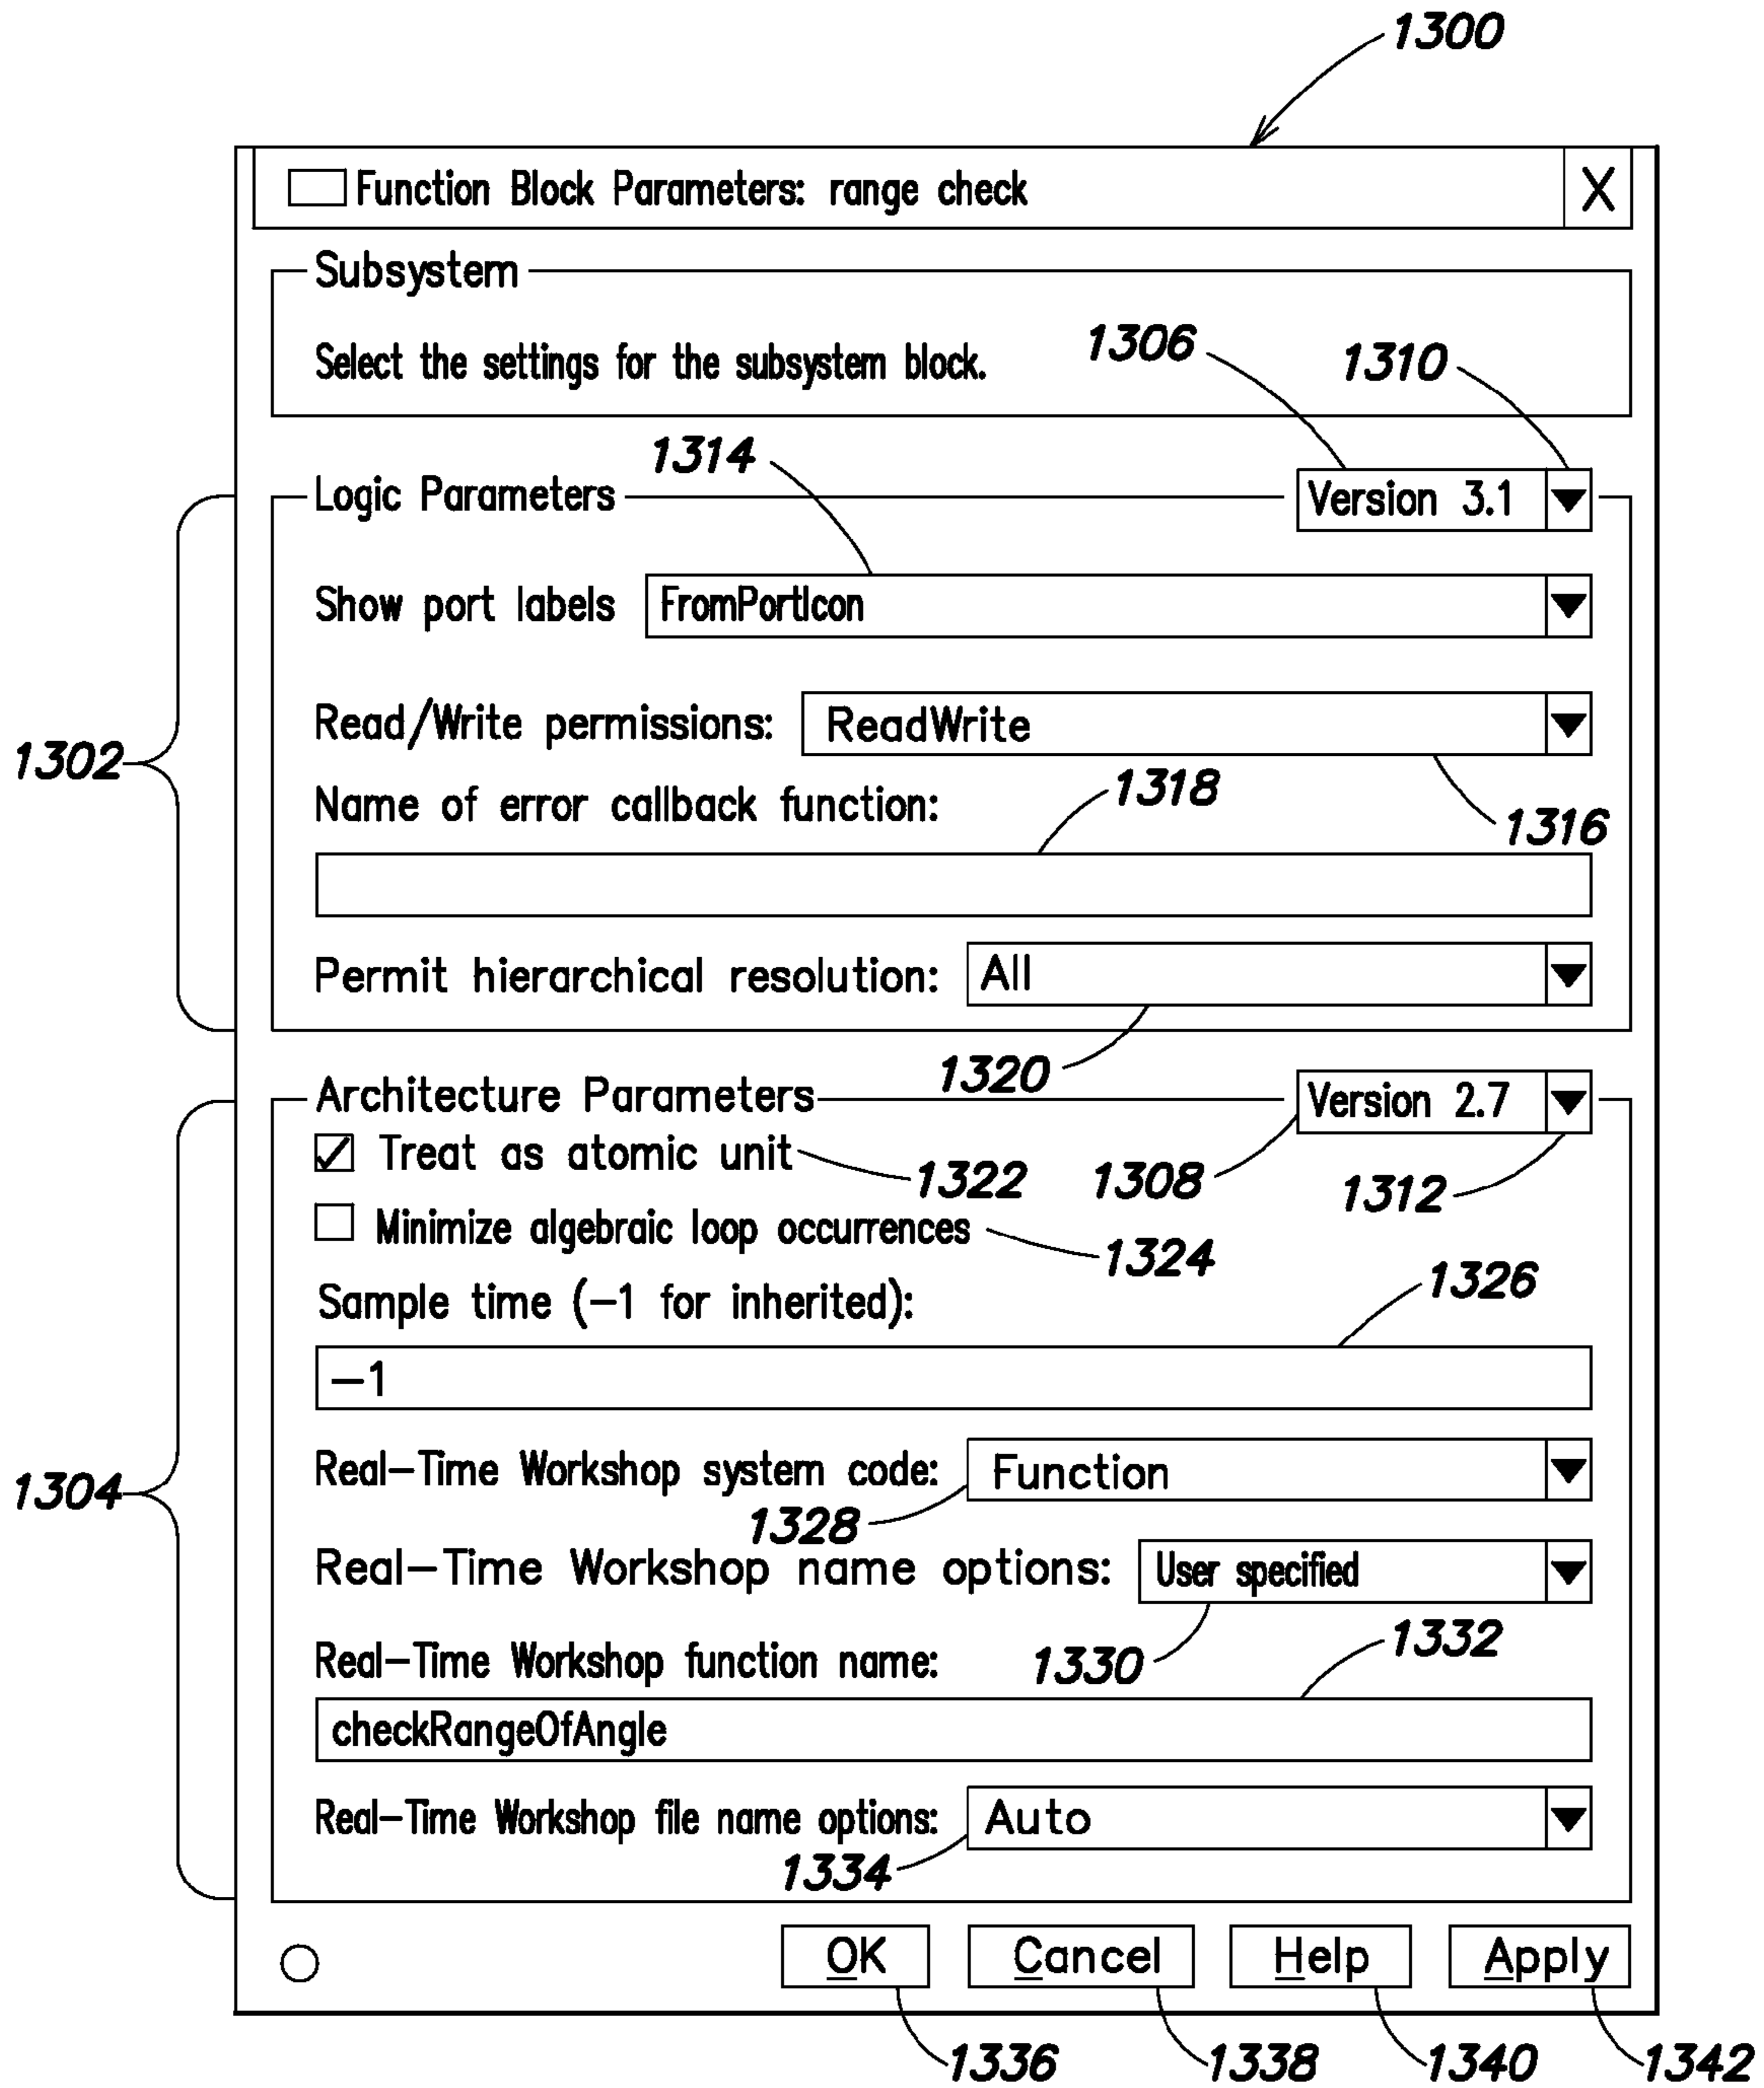 1300
Function Block Parameters: range check X
Subsystem
Select the settings for the subsystem block.
1306
1310
1314
Logic Parameters
Version 3.1
Show port labels FromPortIcon
1302
Read/Write permissions: ReadWrite
1318
Name of error callback function:
1316
Permit hierarchical resolution: All
1320
1304
Architecture Parameters
Version 2.7
Treat as atomic unit
1322
1308
1312
Minimize algebraic loop occurrences
1324
1326
Sample time (–1 for inherited):
–1
Real–Time Workshop system code: Function
1328
Real–Time Workshop name options: User specified
1332
Real–Time Workshop function name:
1330
checkRangeOfAngle
Real–Time Workshop file name options: Auto
1334
OK Cancel Help Apply
1336 1338 1340 1342